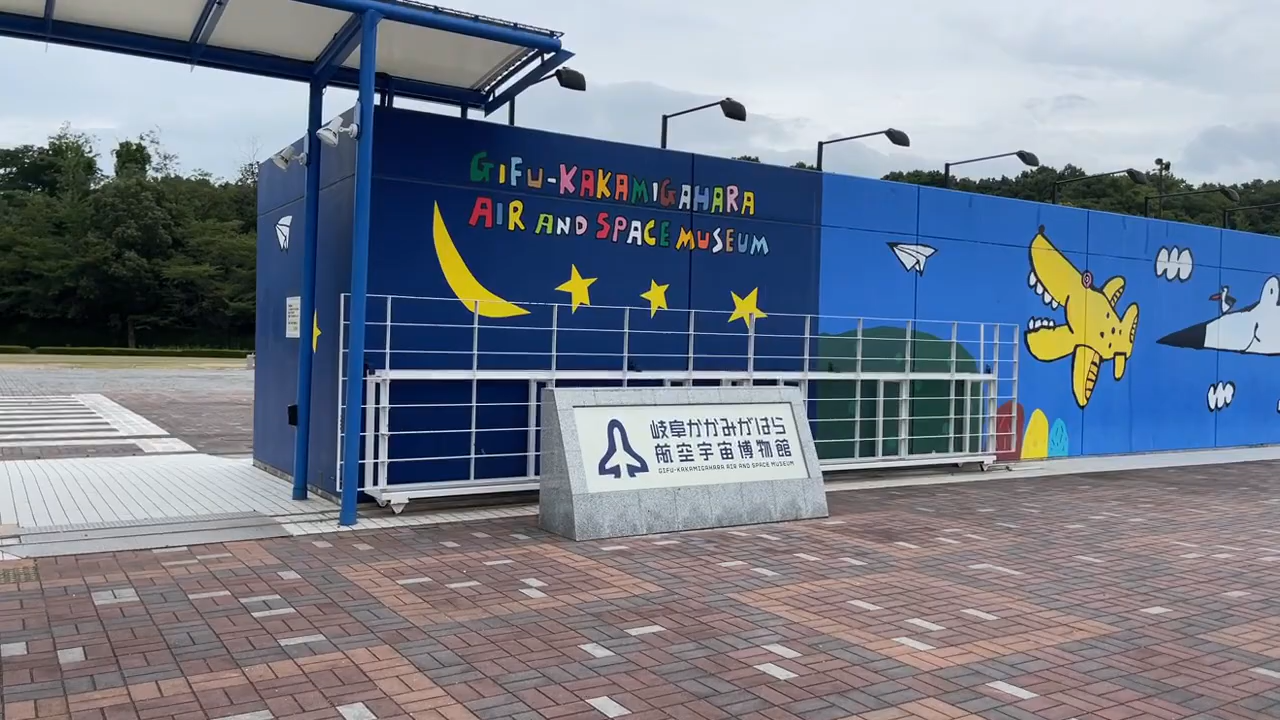 GIFU-KAKAMIGAHARA
AIR AND SPACE MUSEUM
岐阜かかみがはら
航空宇宙博物館
GIFU-KAKAMIGAHARA AIR AND SPACE MUSEUM